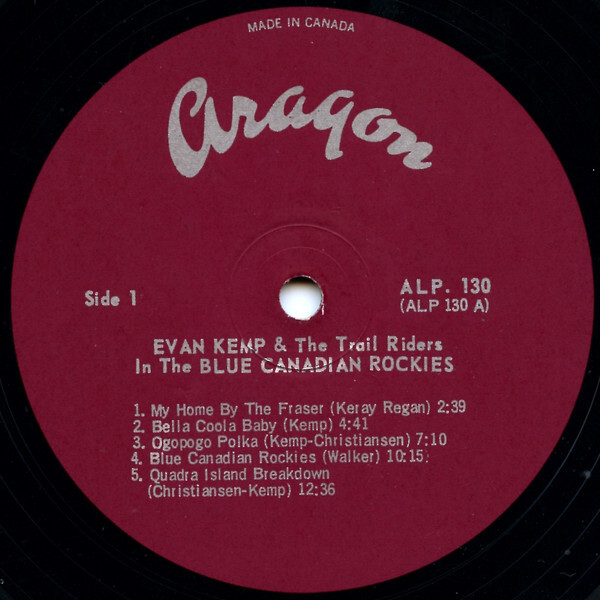 MADE IN CANADA
Aragon
Side 1
ALP. 130
(ALP 130 A)
EVAN KEMP & The Trail Riders
In The BLUE CANADIAN ROCKIES
1. My Home By The Fraser (Keray Regan) 2:39
2. Bella Coola Baby (Kemp) 4:41
3. Ogopogo Polka (Kemp-Christiansen) 7:10
4. Blue Canadian Rockies (Walker) 10:15
5. Quadra Island Breakdown
(Christiansen-Kemp) 12:36